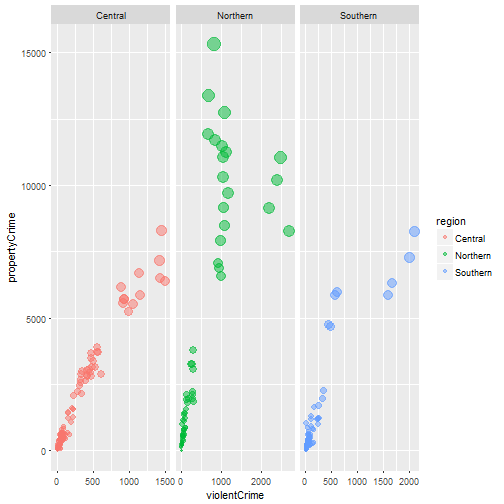 Central Northern Southern
propertyCrime
15000
10000
5000
0
0 500 1000 1500 0 1000 2000 0 500 1000 1500 2000
violentCrime
region
Central
Northern
Southern